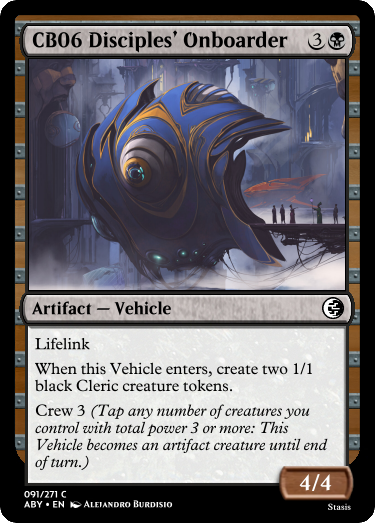 CB06 Disciples’ Onboarder 3
Artifact — Vehicle
Lifelink
When this Vehicle enters, create two 1/1
black Cleric creature tokens.
Crew 3 (Tap any number of creatures you
control with total power 3 or more: This
Vehicle becomes an artifact creature until end
of turn.)
4/4
091/271 C
ABY • EN Alejandro Burdisio
Stasis